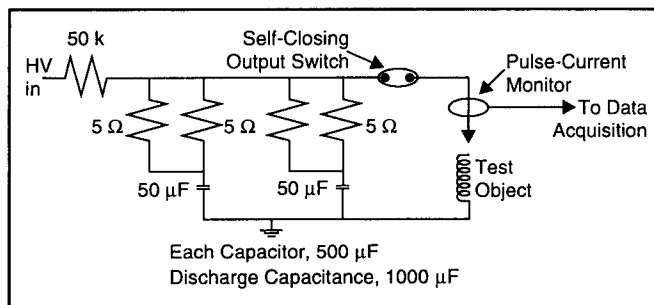 50 k
HV
in
Self-Closing
Output Switch
Pulse-Current
Monitor
To Data
Acquisition
5 Ω
5 Ω
5 Ω
50 μF
50 μF
Test
Object
Each Capacitor, 500 μF
Discharge Capacitance, 1000 μF